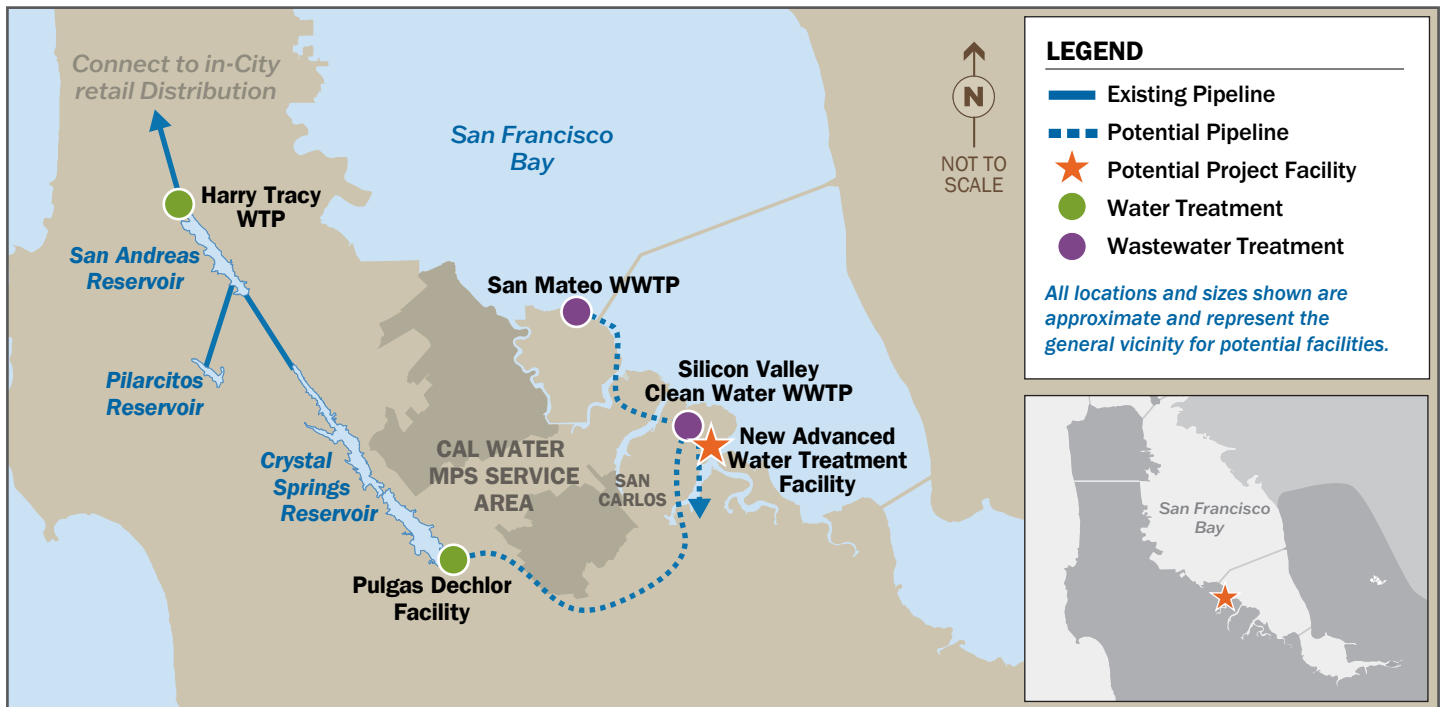 Connect to in-City
retail Distribution
Harry Tracy
WTP
San Andreas
Reservoir
Pilarcitos
Reservoir
San Francisco
Bay
San Mateo WWTP
Silicon Valley
Clean Water WWTP
New Advanced
Water Treatment
Facility
CAL WATER
MPS SERVICE
AREA
SAN
CARLOS
Crystal
Springs
Reservoir
Pulgas Dechlor
Facility
N
NOT TO
SCALE
LEGEND
Existing Pipeline
Potential Pipeline
Potential Project Facility
Water Treatment
Wastewater Treatment
All locations and sizes shown are
approximate and represent the
general vicinity for potential facilities.
San Francisco
Bay